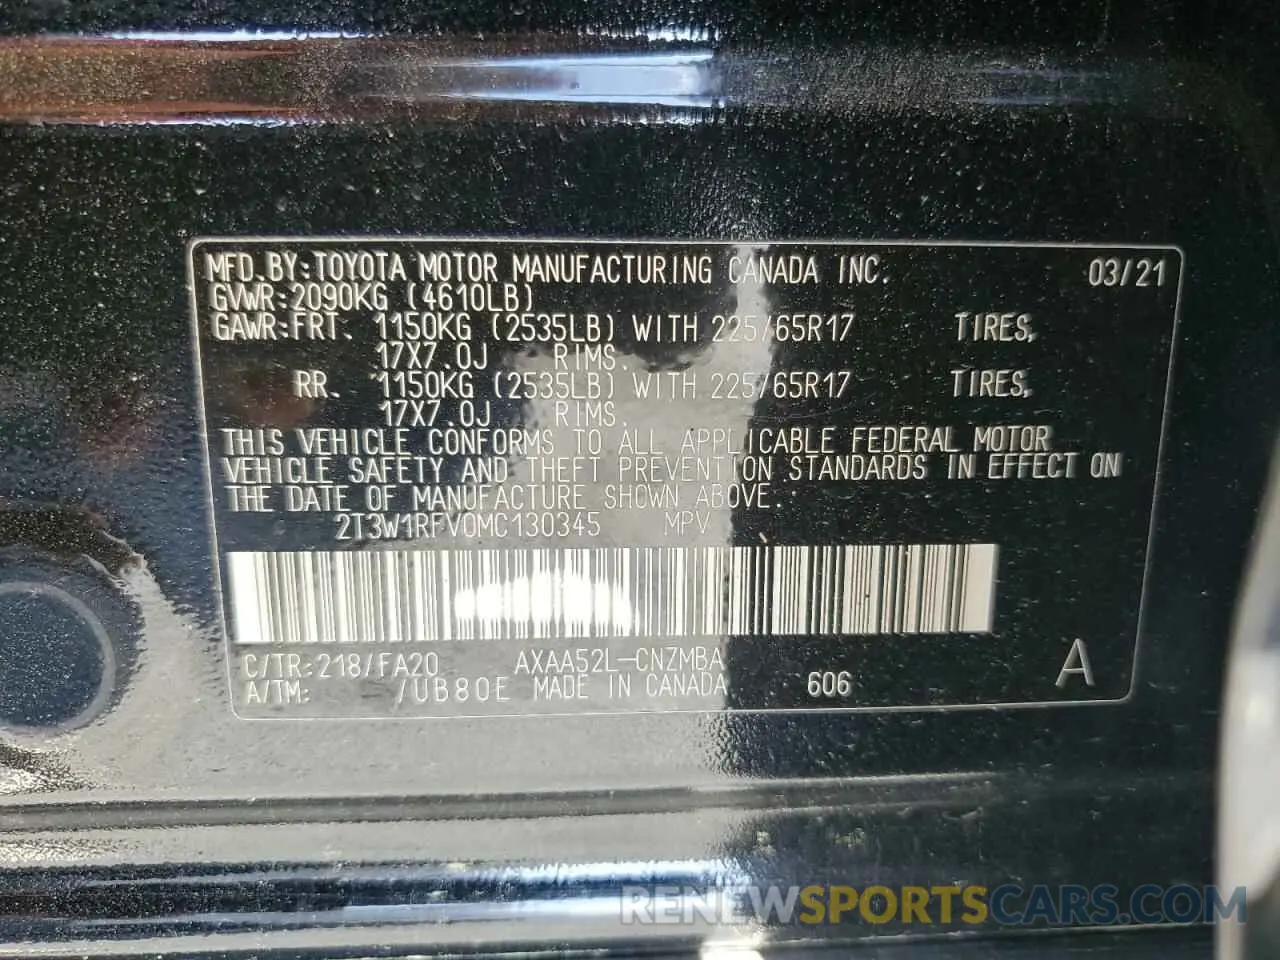 MFD.BY:TOYOTA MOTOR MANUFACTURING CANADA INC. 03/21
GVWR:2090KG (4610LB)
GAWR:FRT. 1150KG (2535LB) WITH 225/65R17 TIRES,
17X7.0J RIMS.
RR. 1150KG (2535LB) WITH 225/65R17 TIRES,
17X7.0J RIMS.
THIS VEHICLE CONFORMS TO ALL APPLICABLE FEDERAL MOTOR
VEHICLE SAFETY AND THEFT PREVENTION STANDARDS IN EFFECT ON
THE DATE OF MANUFACTURE SHOWN ABOVE.
2T3W1RFV0MC130345 MPV
C/TR:218/FA20 AXAA52L-CNZMBA A
A/TM: /UB80E MADE IN CANADA 606
RENEWSPORTSCARS.COM